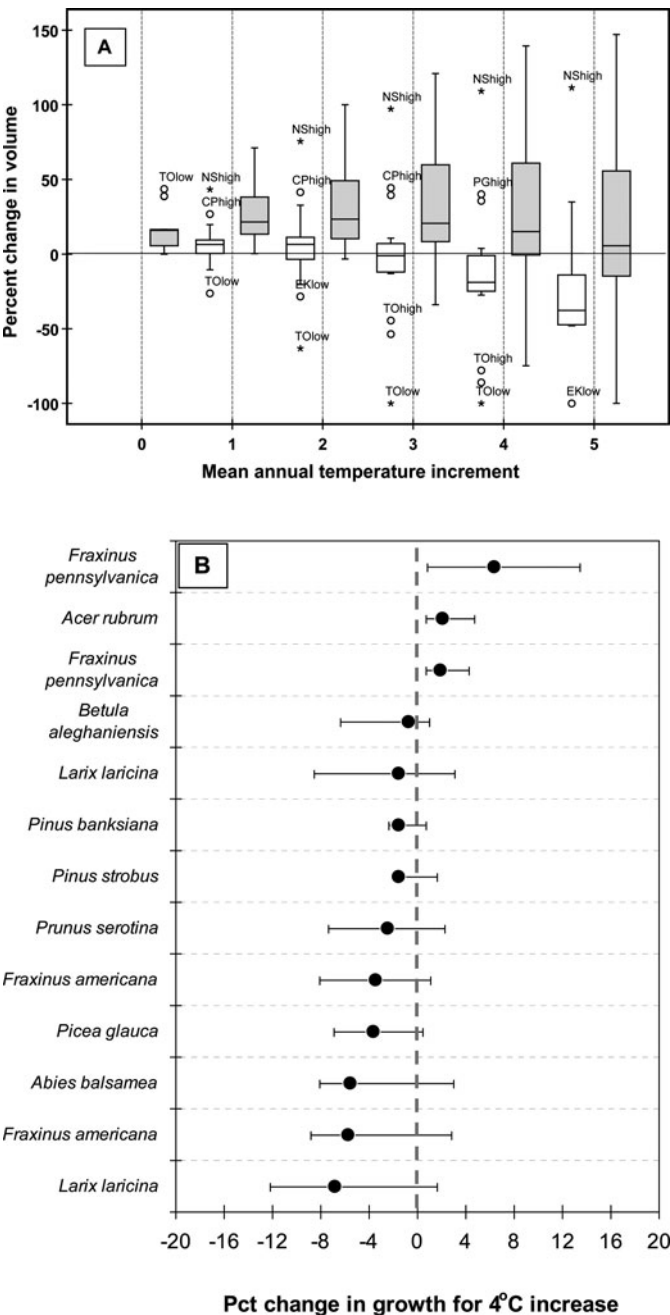 A
Percent change in volume
150
100
50
0
-50
-100
TOlow
NShigh
CPhigh
TOlow
NShigh
CPhigh
EKlow
TOlow
NShigh
CPhigh
TOhigh
TOlow
NShigh
PGhigh
TOhigh
TOlow
NShigh
EKlow
0 1 2 3 4 5
Mean annual temperature increment
B
Fraxinus
pennsylvanica
Acer rubrum
Fraxinus
pennsylvanica
Betula
aleghaniensis
Larix laricina
Pinus banksiana
Pinus strobus
Prunus serotina
Fraxinus americana
Picea glauca
Abies balsamea
Fraxinus americana
Larix laricina
-20 -16 -12 -8 -4 0 4 8 12 16 20
Pct change in growth for 4°C increase